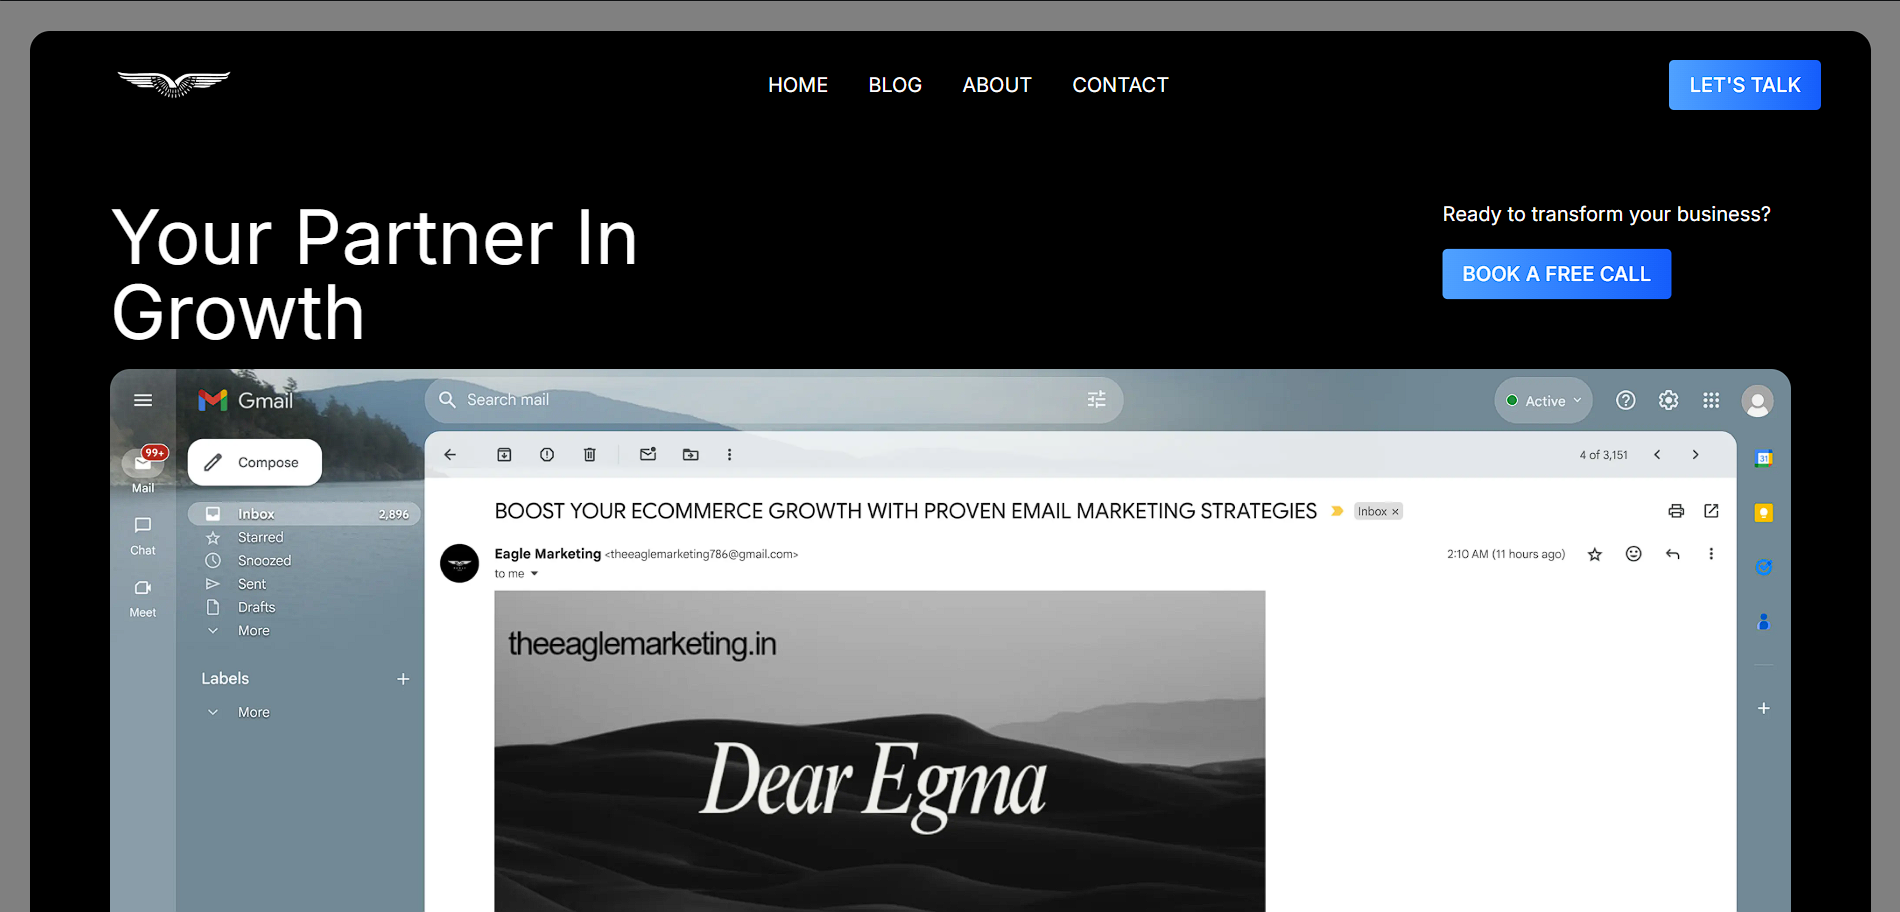 HOME BLOG ABOUT CONTACT
LET'S TALK
Your Partner In
Growth
Ready to transform your business?
BOOK A FREE CALL
Gmail
Search mail
Active
99+
Mail
Chat
Meet
Compose
Inbox 2,896
Starred
Snoozed
Sent
Drafts
More
Labels
More
4 of 3,151
BOOST YOUR ECOMMERCE GROWTH WITH PROVEN EMAIL MARKETING STRATEGIES Inbox ×
Eagle Marketing <theeaglemarketing786@gmail.com> 2:10 AM (11 hours ago)
to me
theeaglemarketing.in
Dear Egma
31